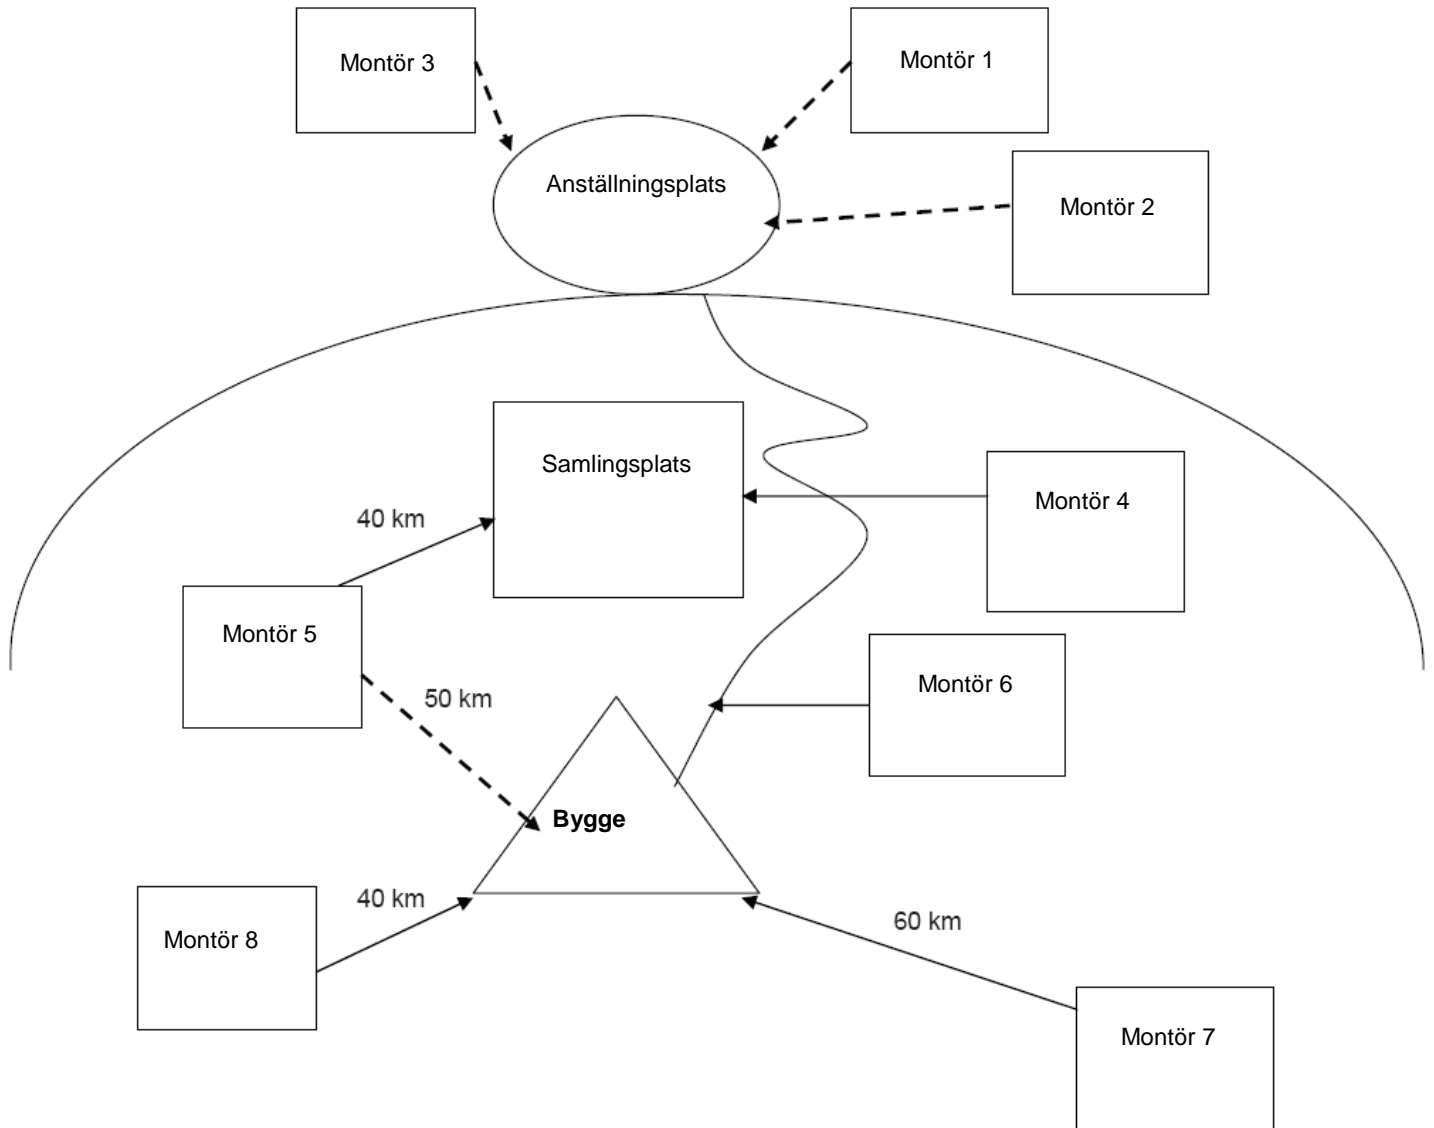 Montör 3
Montör 1
Anställningsplats
Montör 2
Samlingsplats
Montör 4
40 km
Montör 5
Montör 6
50 km
Bygge
40 km
60 km
Montör 8
Montör 7